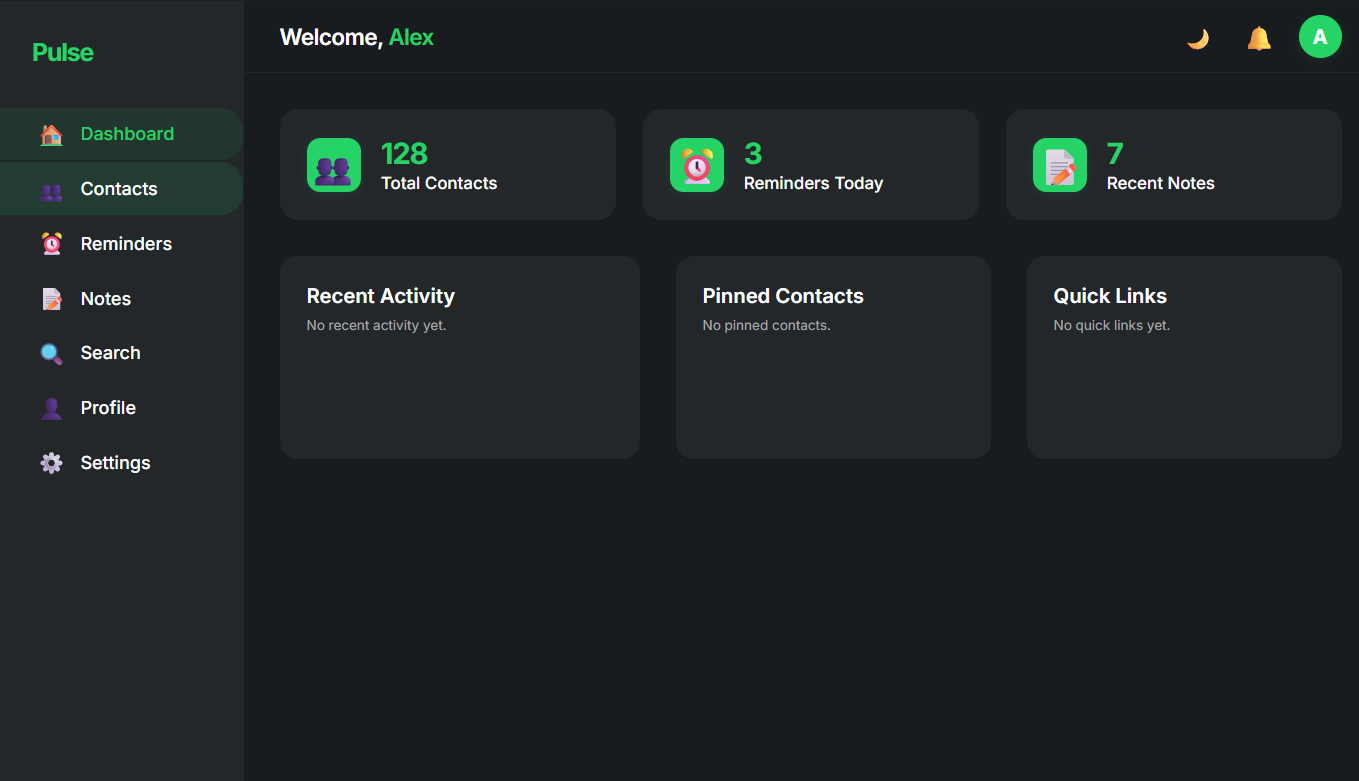 Pulse
Dashboard
Contacts
Reminders
Notes
Search
Profile
Settings
Welcome, Alex
A
128
Total Contacts
3
Reminders Today
7
Recent Notes
Recent Activity
No recent activity yet.
Pinned Contacts
No pinned contacts.
Quick Links
No quick links yet.